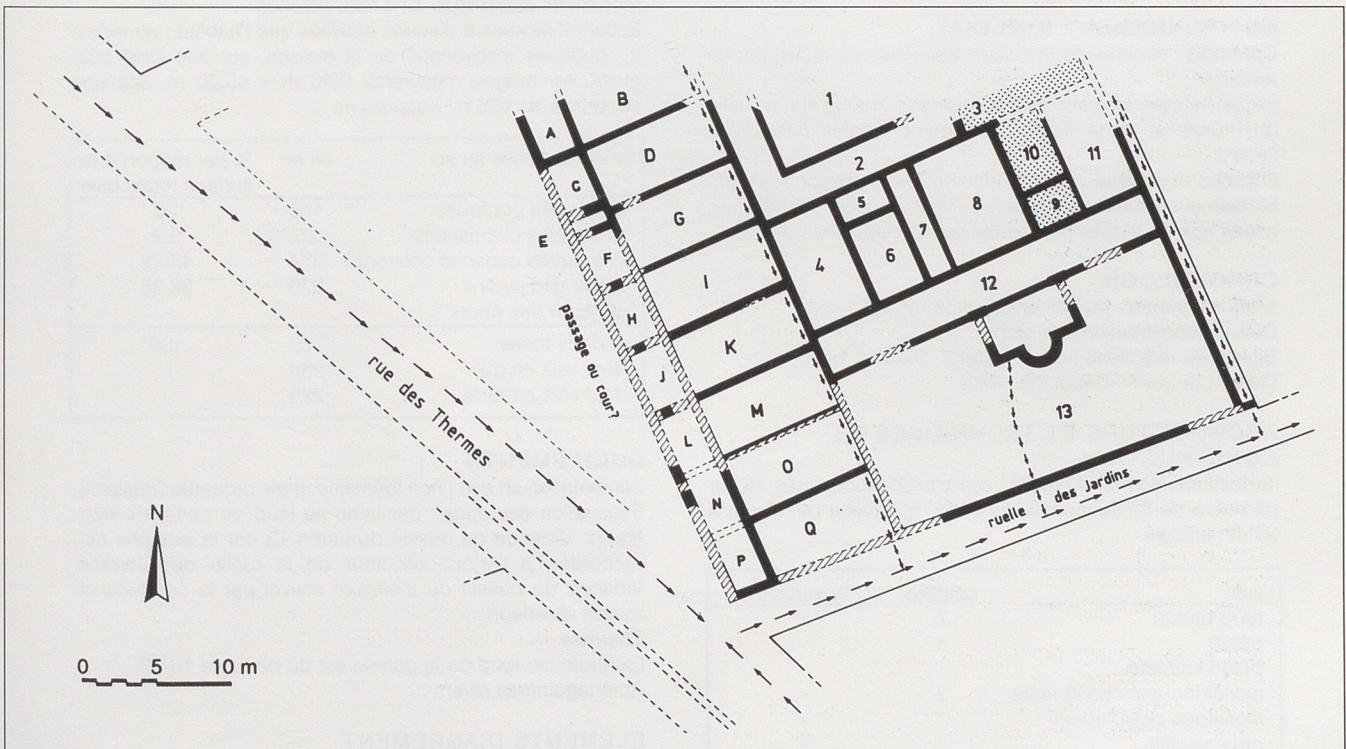 A
B
C
D
E
F
G
H
I
J
K
L
M
N
O
P
Q
1
2
3
4
5
6
7
8
9
10
11
12
13
passage ou cour?
rue des Thermes
ruelle des Jardins
N
0 5 10 m